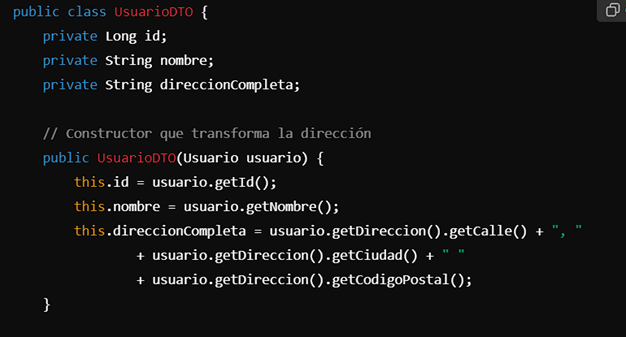 public class UsuarioDTO {
private Long id;
private String nombre;
private String direccionCompleta;
// Constructor que transforma la dirección
public UsuarioDTO(Usuario usuario) {
this.id = usuario.getId();
this.nombre = usuario.getNombre();
this.direccionCompleta = usuario.getDireccion().getCalle() + ", "
+ usuario.getDireccion().getCiudad() + " "
+ usuario.getDireccion().getCodigoPostal();
}